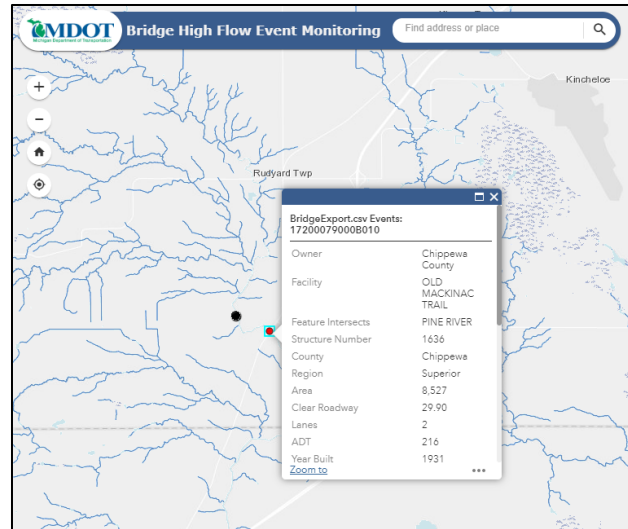 MDOT
Michigan Department of Transportation
Bridge High Flow Event Monitoring
Find address or place
Kincheloe
+
−
Rudyard Twp
BridgeExport.csv Events:
17200079000B010
Owner Chippewa
County
Facility OLD
MACKINAC
TRAIL
Feature Intersects PINE RIVER
Structure Number 1636
County Chippewa
Region Superior
Area 8,527
Clear Roadway 29.90
Lanes 2
ADT 216
Year Built 1931
Zoom to •••